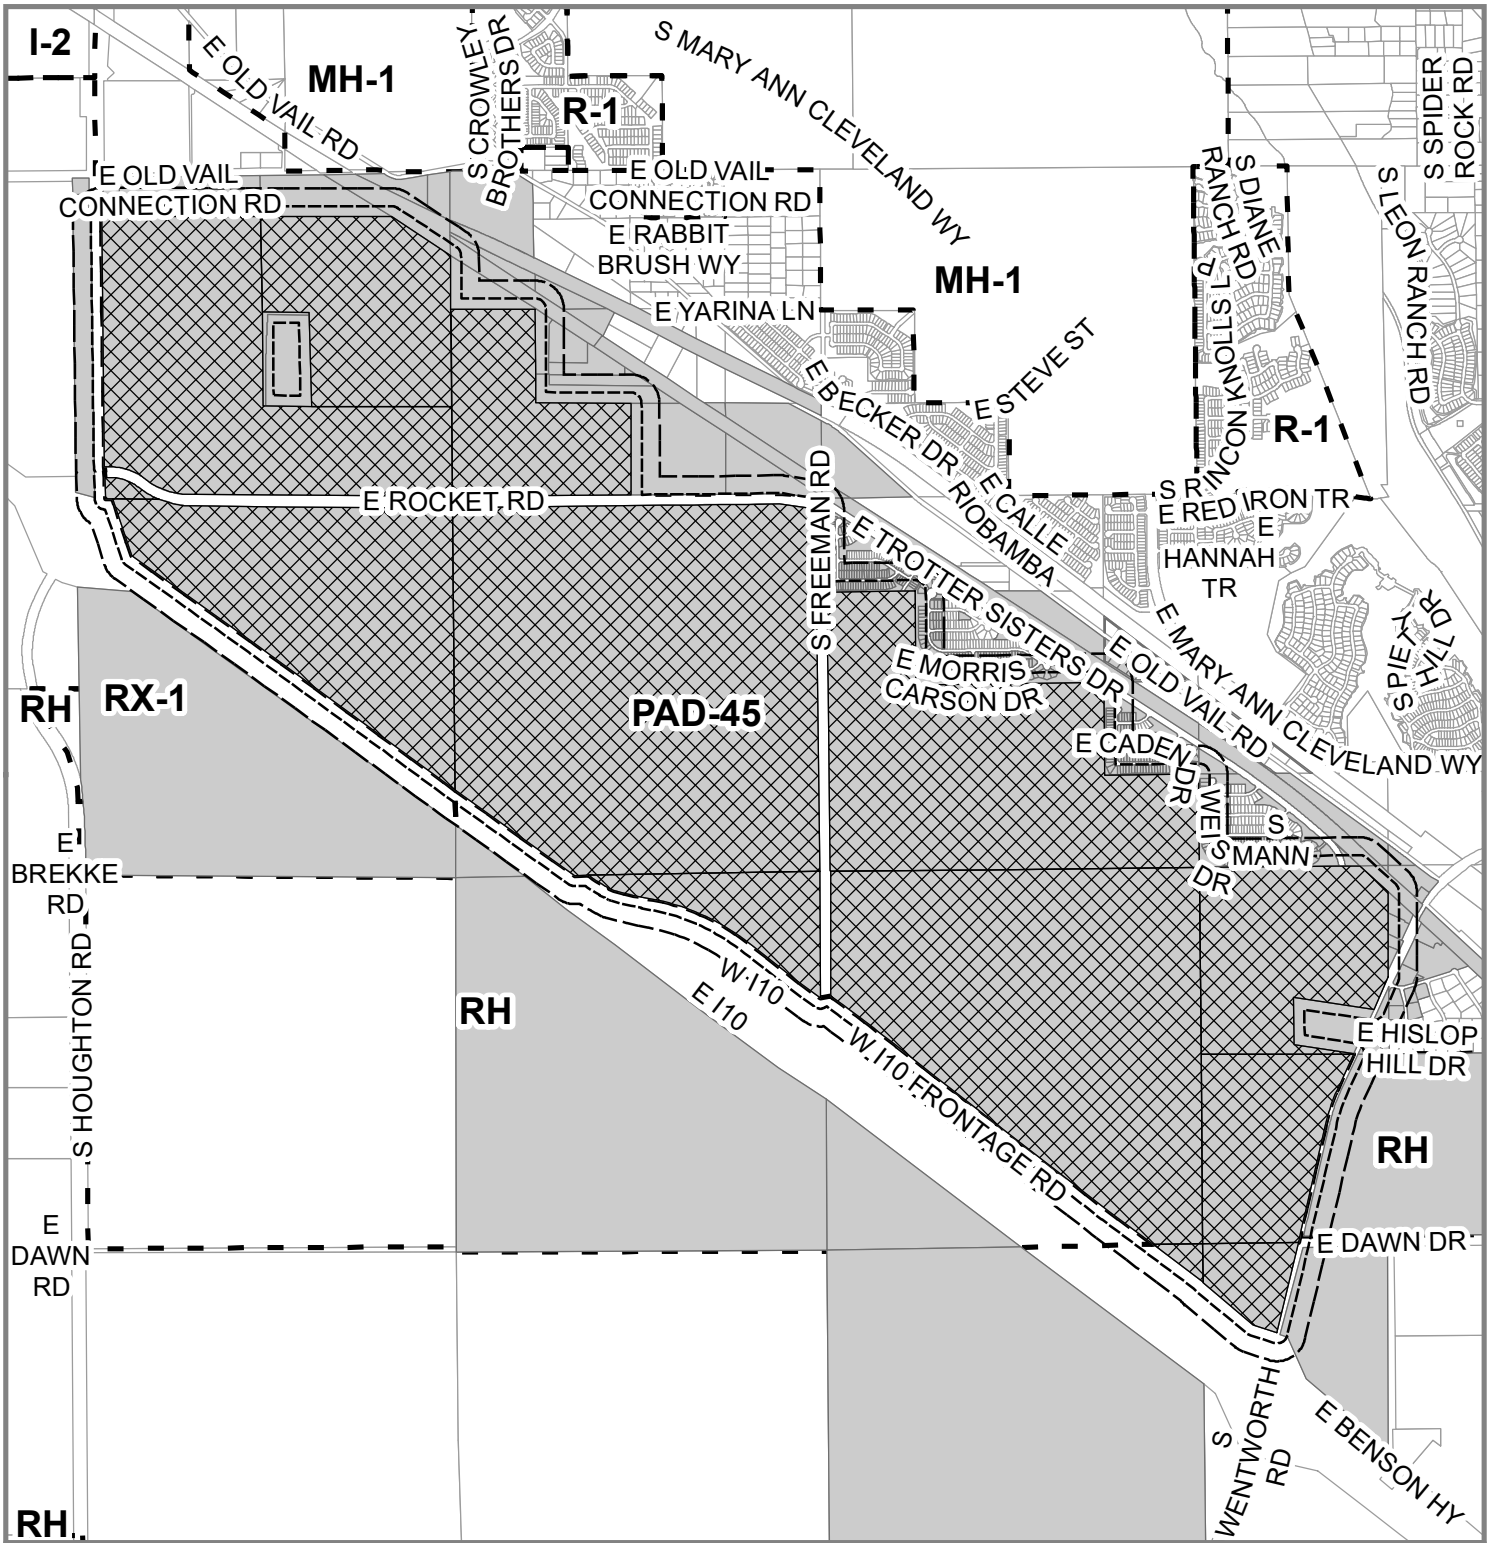 I-2
E OLD VAIL RD
MH-1
S CROWLEY
BROTHERS DR
R-1
S MARY ANN CLEVELAND WY
S SPIDER
ROCK RD
E OLD VAIL
CONNECTION RD
E OLD VAIL
CONNECTION RD
E RABBIT
BRUSH WY
E YARINA LN
MH-1
S DIANE
RANCH RD
S RINCON KNOLLS LP
S LEON RANCH RD
R-1
E STEVE ST
E BECKER DR
E CALLE
RIOBAMBA
E RED IRON TR
E
HANNAH
TR
E ROCKET RD
S FREEMAN RD
E TROTTER SISTERS DR
E MORRIS
CARSON DR
E OLD VAIL RD
E MARY ANN CLEVELAND WY
S PIETY
HILL DR
RH
RX-1
PAD-45
E CADEN
DR
S
WEISMANN
DR
E
BREKKE
RD
S HOUGHTON RD
RH
W I10
E I10
W I10 FRONTAGE RD
E HISLOP
HILL DR
RH
E
DAWN
RD
E DAWN DR
S
WENTWORTH
RD
E BENSON HY
RH